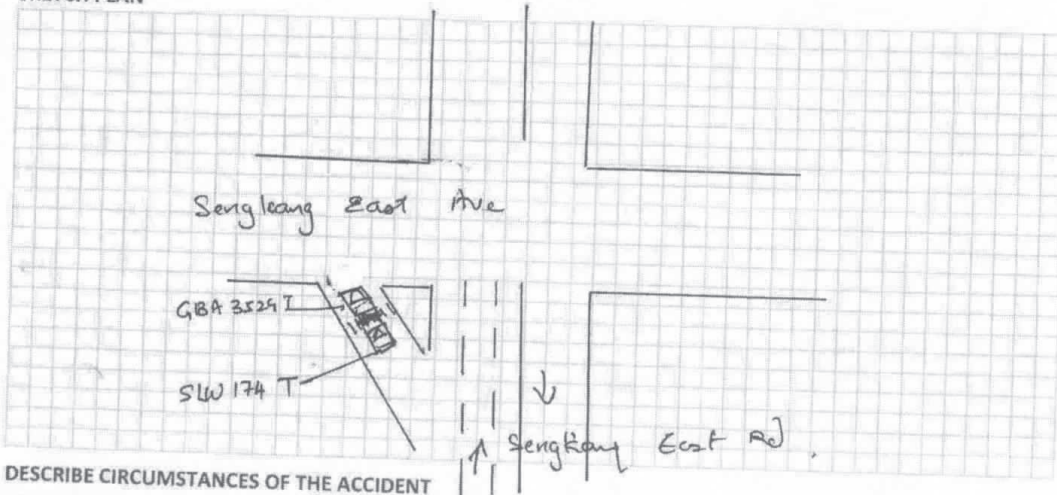 Sengkang East Ave
GBA 3529 T
SLW 174 T
Sengkang East Rd.
DESCRIBE CIRCUMSTANCES OF THE ACCIDENT